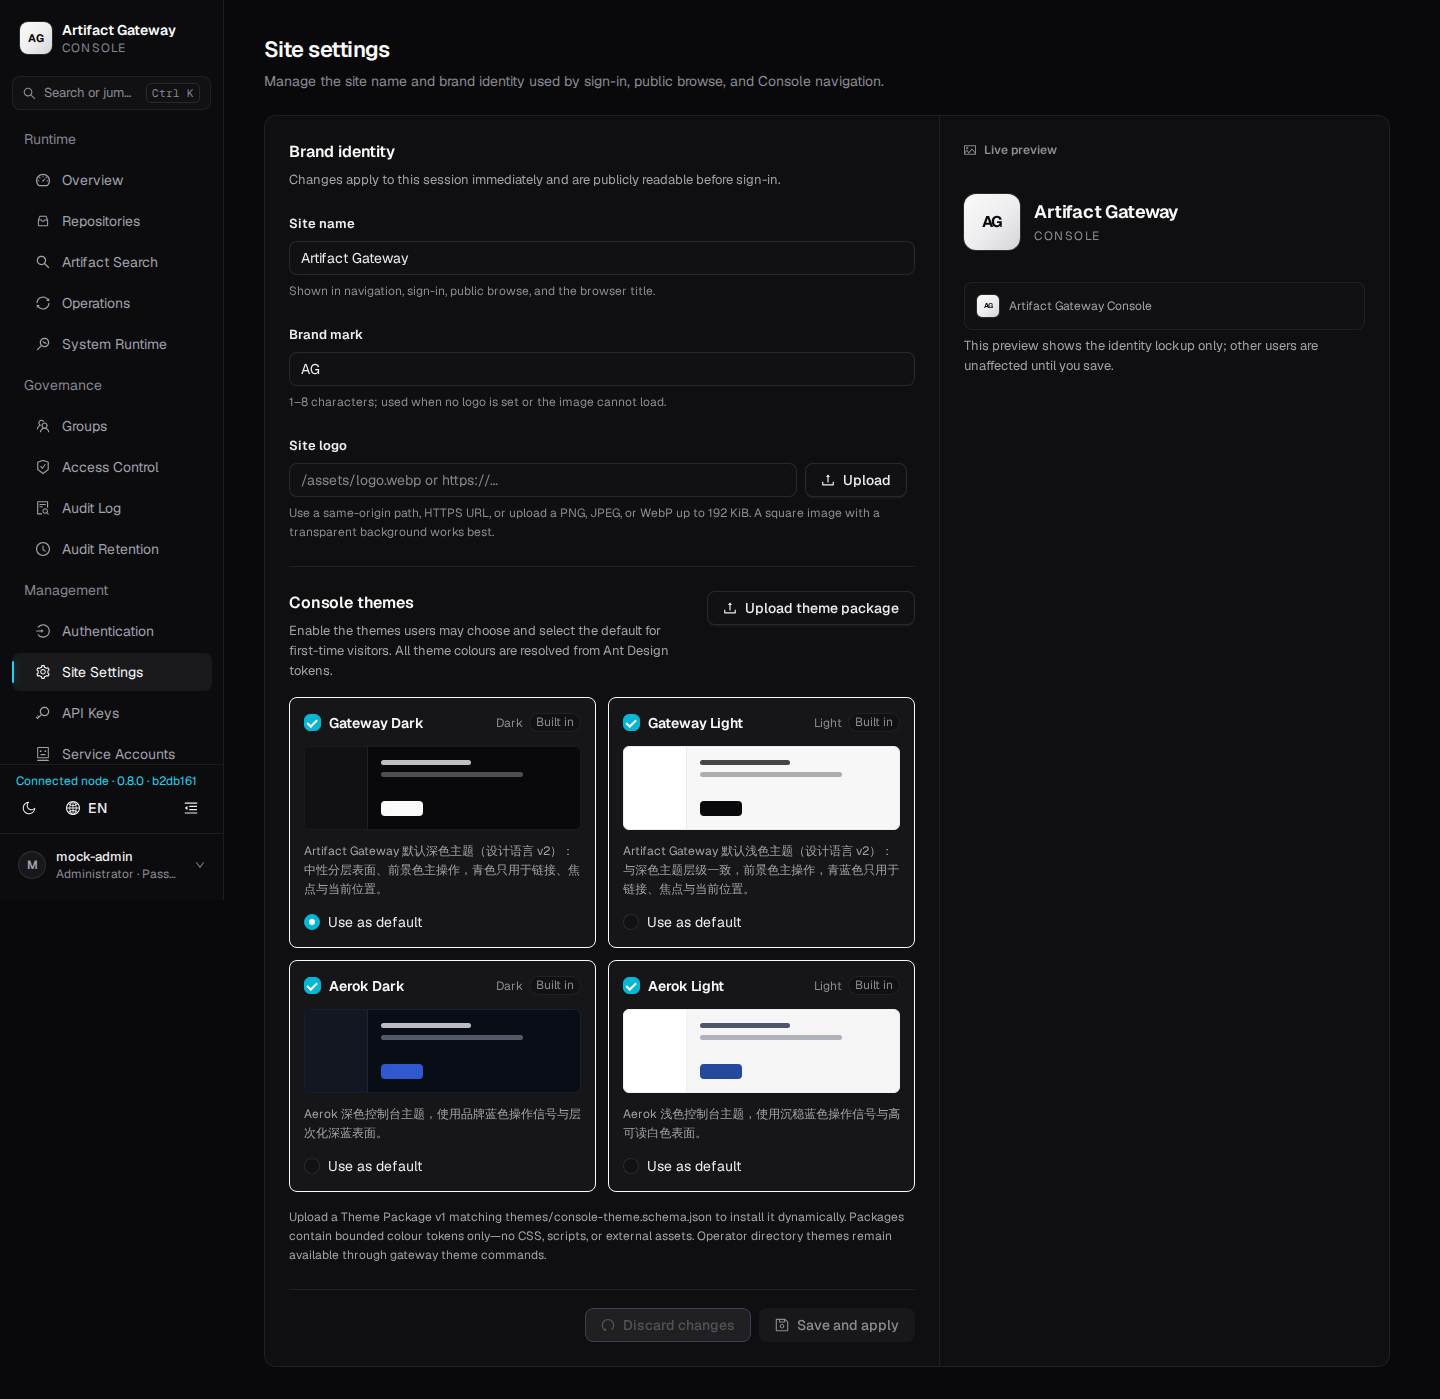 AG
Artifact Gateway
CONSOLE
Search or jum...
Ctrl K
Runtime
Overview
Repositories
Artifact Search
Operations
System Runtime
Governance
Groups
Access Control
Audit Log
Audit Retention
Management
Authentication
Site Settings
API Keys
Service Accounts
Connected node · 0.8.0 · b2db161
EN
M
mock-admin
Administrator · Pass...
Site settings
Manage the site name and brand identity used by sign-in, public browse, and Console navigation.
Brand identity
Changes apply to this session immediately and are publicly readable before sign-in.
Site name
Artifact Gateway
Shown in navigation, sign-in, public browse, and the browser title.
Brand mark
AG
1–8 characters; used when no logo is set or the image cannot load.
Site logo
/assets/logo.webp or https://...
Upload
Use a same-origin path, HTTPS URL, or upload a PNG, JPEG, or WebP up to 192 KiB. A square image with a
transparent background works best.
Console themes
Upload theme package
Enable the themes users may choose and select the default for
first-time visitors. All theme colours are resolved from Ant Design
tokens.
Gateway Dark
Dark
Built in
Artifact Gateway 默认深色主题（设计语言 v2）：
中性分层表面、前景色主操作，青色只用于链接、焦
点与当前位置。
Use as default
Gateway Light
Light
Built in
Artifact Gateway 默认浅色主题（设计语言 v2）：
与深色主题层级一致，前景色主操作，青蓝色只用于
链接、焦点与当前位置。
Use as default
Aerok Dark
Dark
Built in
Aerok 深色控制台主题，使用品牌蓝色操作信号与层
次化深蓝表面。
Use as default
Aerok Light
Light
Built in
Aerok 浅色控制台主题，使用沉稳蓝色操作信号与高
可读白色表面。
Use as default
Upload a Theme Package v1 matching themes/console-theme.schema.json to install it dynamically. Packages
contain bounded colour tokens only—no CSS, scripts, or external assets. Operator directory themes remain
available through gateway theme commands.
Discard changes
Save and apply
Live preview
AG
Artifact Gateway
CONSOLE
AG
Artifact Gateway Console
This preview shows the identity lockup only; other users are
unaffected until you save.